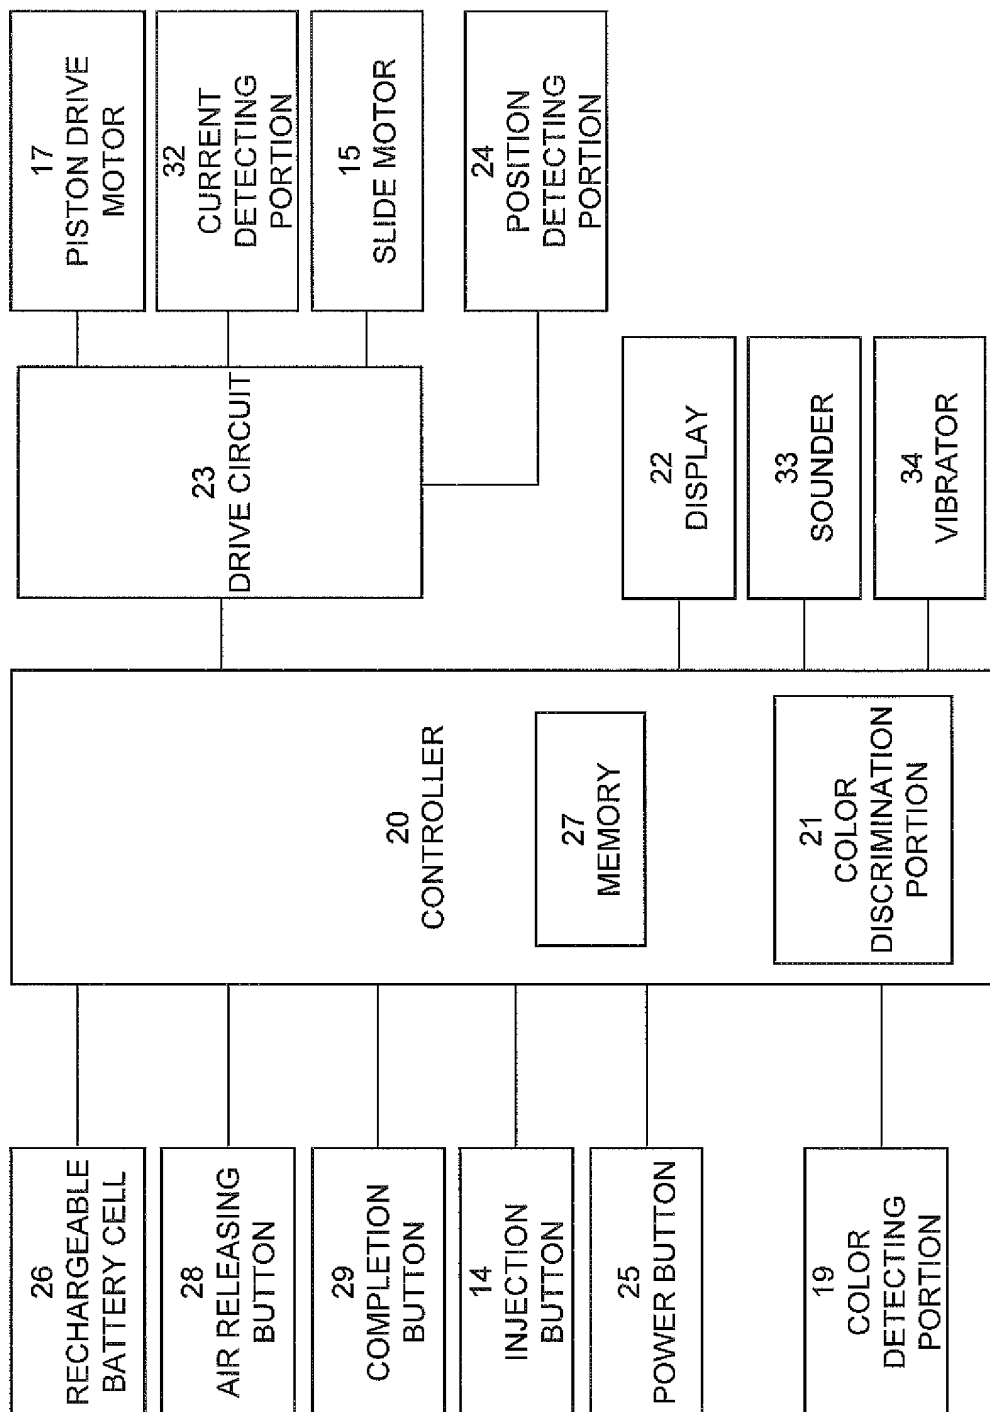 19
COLOR
DETECTING
PORTION
25
POWER BUTTON
14
INJECTION
BUTTON
29
COMPLETION
BUTTON
28
AIR RELEASING
BUTTON
26
RECHARGEABLE
BATTERY CELL
20
CONTROLLER
21
COLOR
DISCRIMINATION
PORTION
27
MEMORY
34
VIBRATOR
33
SOUNDER
22
DISPLAY
23
DRIVE CIRCUIT
24
POSITION
DETECTING
PORTION
15
SLIDE MOTOR
32
CURRENT
DETECTING
PORTION
17
PISTON DRIVE
MOTOR